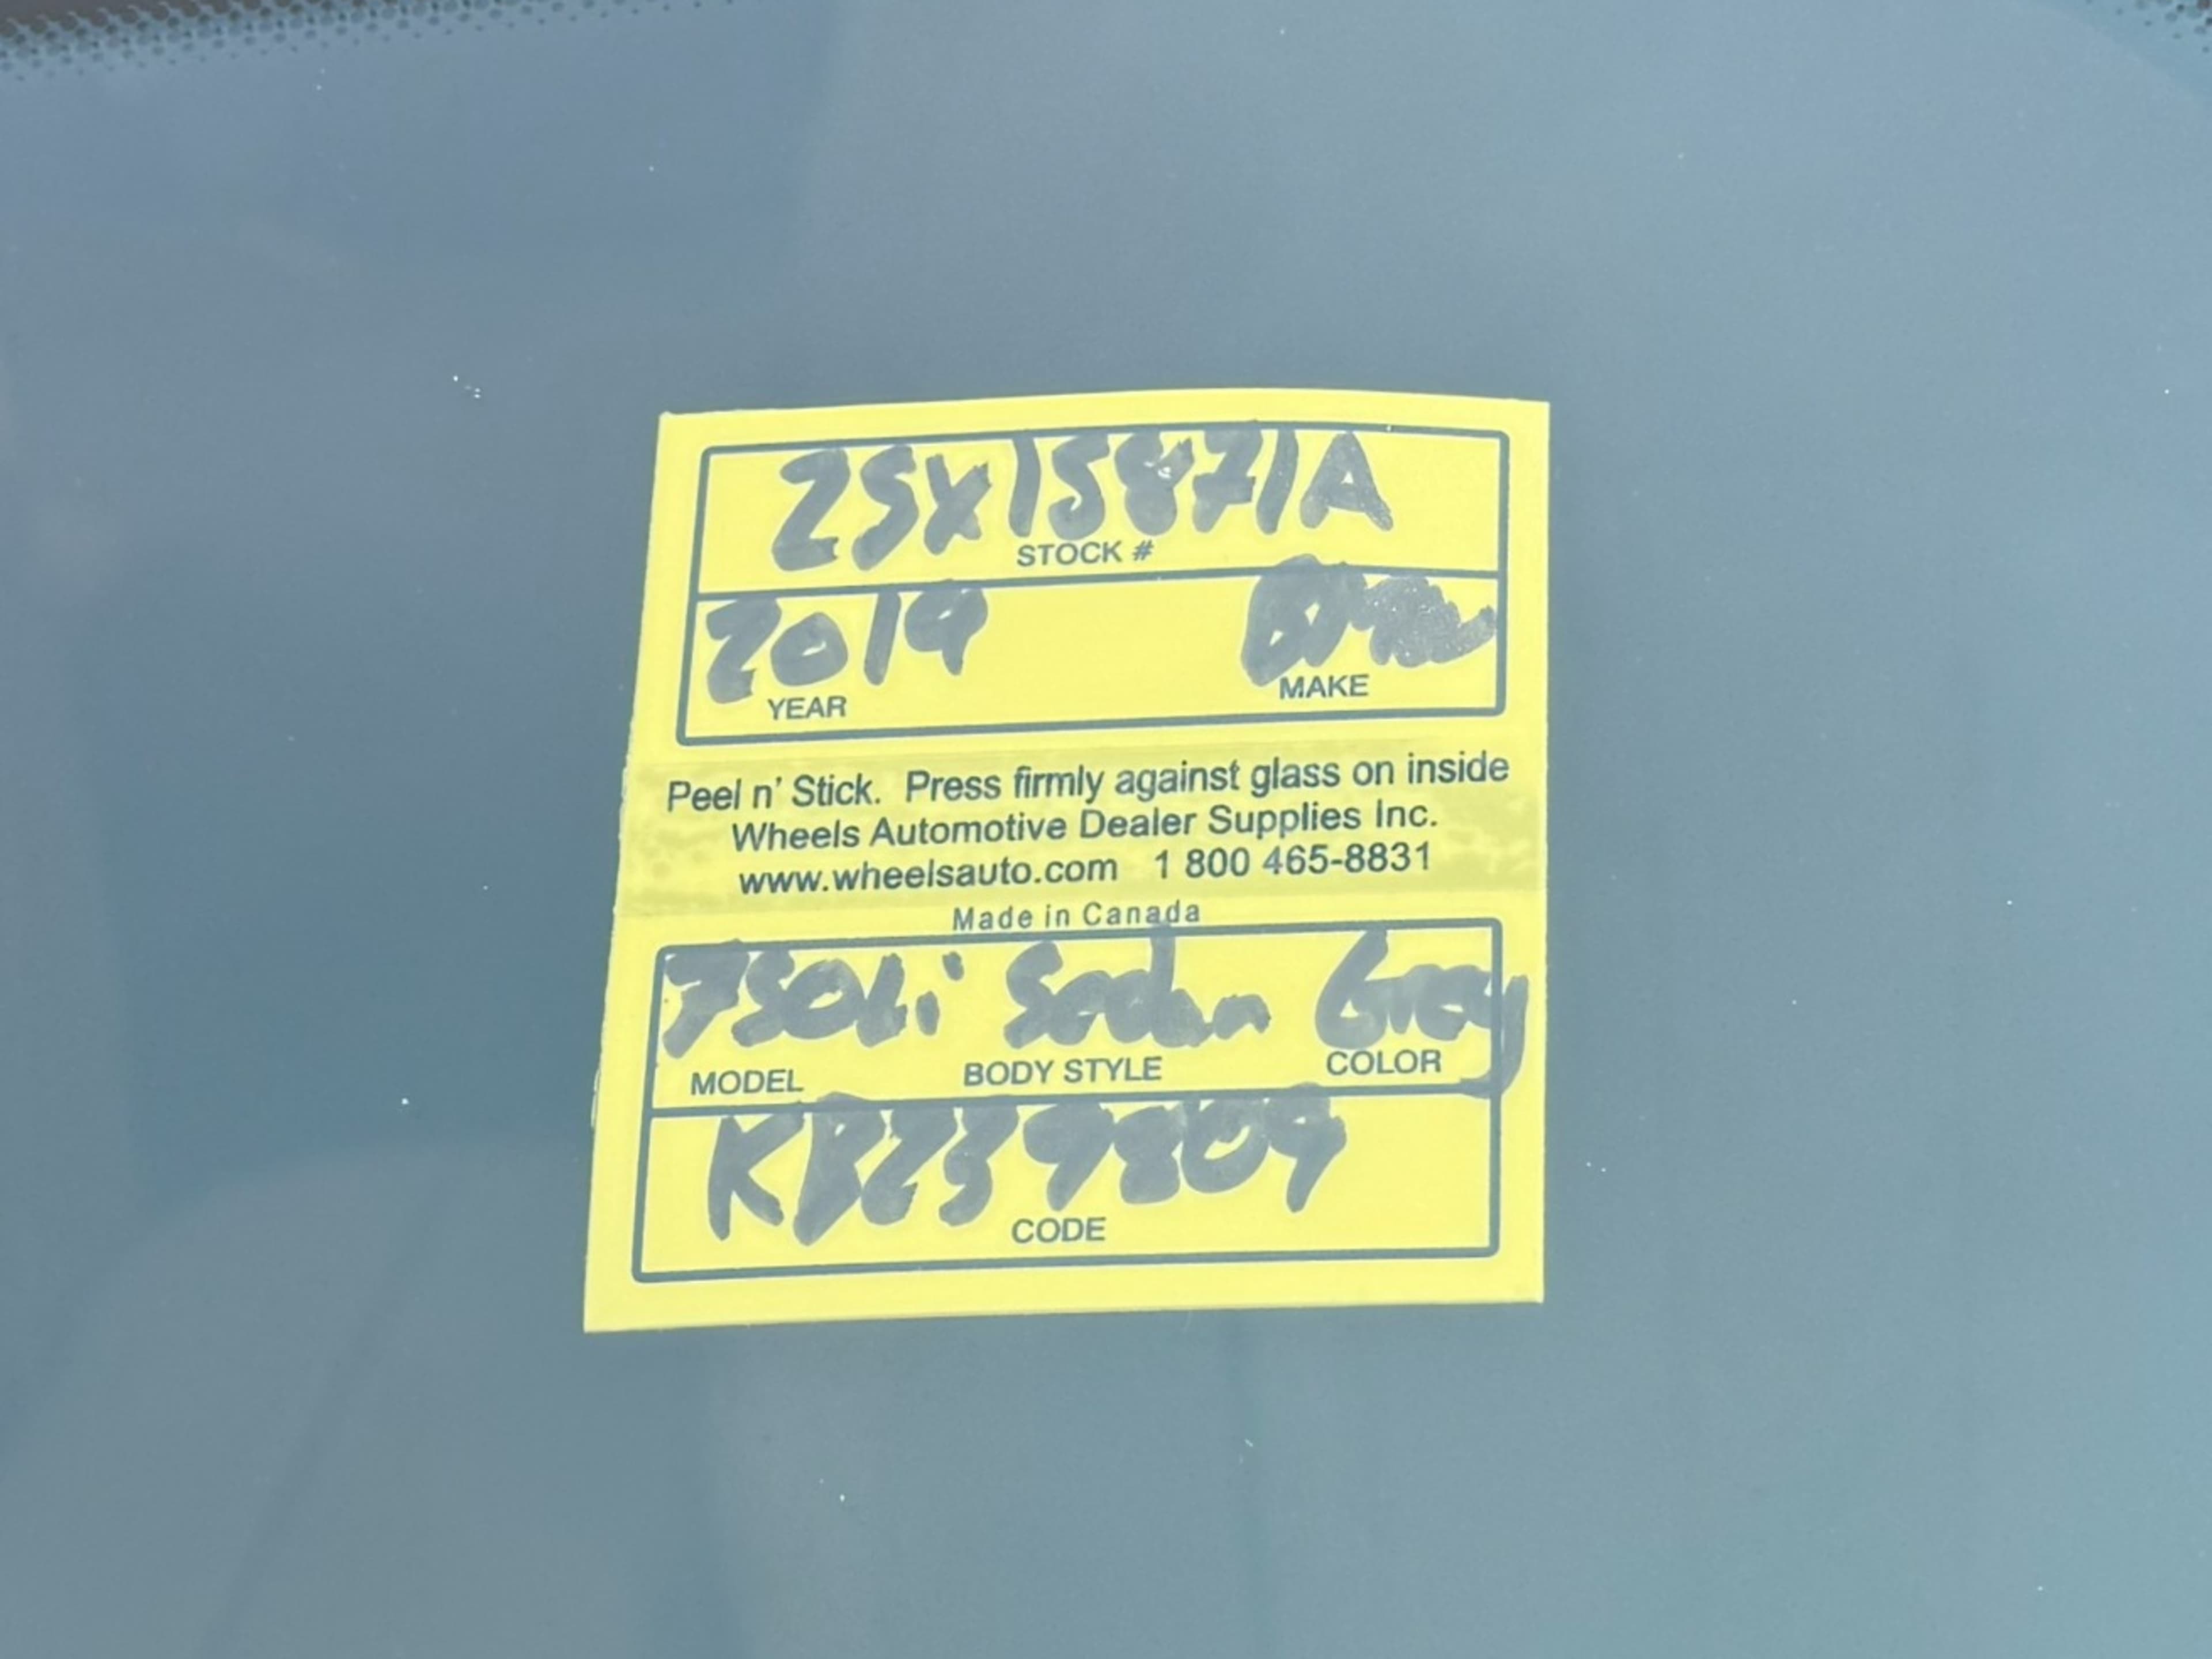 25X15871A
STOCK #
2019 BMW
YEAR MAKE
Peel n' Stick. Press firmly against glass on inside
Wheels Automotive Dealer Supplies Inc.
www.wheelsauto.com 1 800 465-8831
Made in Canada
750Li Sedan Grey
MODEL BODY STYLE COLOR
KB239809
CODE